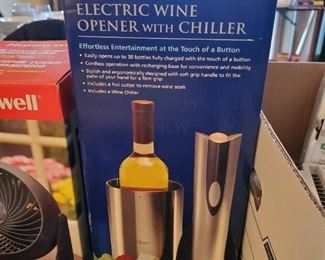 ELECTRIC WINE
OPENER WITH CHILLER
Effortless Entertainment at the Touch of a Button
• Easily opens up to 30 bottles fully charged with the touch of a button
• Cordless operation with recharging base for convenience and mobility
• Stylish and ergonomically-designed with soft grip handle to fit the
palm of your hand for a firm grip
• Includes a foil cutter to remove wine seals
• Includes a Wine Chiller
well